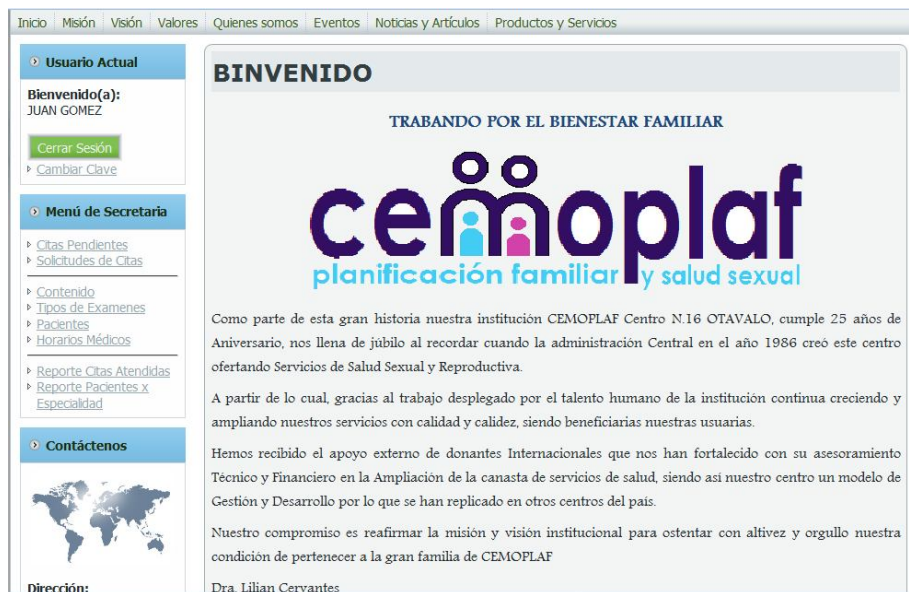 Inicio Misión Visión Valores Quienes somos Eventos Noticias y Artículos Productos y Servicios
Usuario Actual
Bienvenido(a):
JUAN GOMEZ
Cerrar Sesión
Cambiar Clave
Menú de Secretaria
Citas Pendientes
Solicitudes de Citas
Contenido
Tipos de Examenes
Pacientes
Horarios Médicos
Reporte Citas Atendidas
Reporte Pacientes x
Especialidad
Contáctenos
Dirección:
BINVENIDO
TRABANDO POR EL BIENESTAR FAMILIAR
cemoplaf
planificación familiar y salud sexual
Como parte de esta gran historia nuestra institución CEMOPLAF Centro N.16 OTAVALO, cumple 25 años de
Aniversario, nos llena de júbilo al recordar cuando la administración Central en el año 1986 creó este centro
ofertando Servicios de Salud Sexual y Reproductiva.
A partir de lo cual, gracias al trabajo desplegado por el talento humano de la institución continua creciendo y
ampliando nuestros servicios con calidad y calidez, siendo beneficiarias nuestras usuarias.
Hemos recibido el apoyo externo de donantes Internacionales que nos han fortalecido con su asesoramiento
Técnico y Financiero en la Ampliación de la canasta de servicios de salud, siendo así nuestro centro un modelo de
Gestión y Desarrollo por lo que se han replicado en otros centros del país.
Nuestro compromiso es reafirmar la misión y visión institucional para ostentar con altivez y orgullo nuestra
condición de pertenecer a la gran familia de CEMOPLAF
Dra. Lilian Cervantes